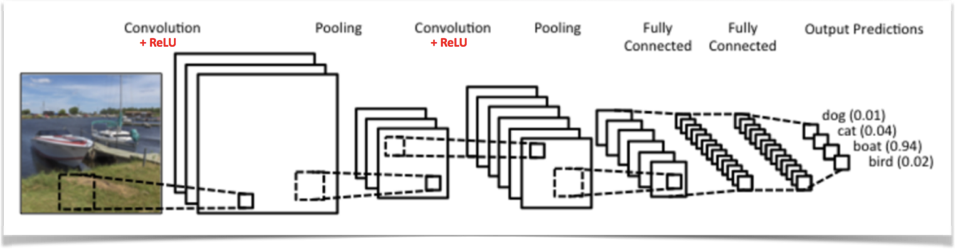 Convolution
+ ReLU
Pooling
Convolution
+ ReLU
Pooling
Fully
Connected
Fully
Connected
Output Predictions
dog (0.01)
cat (0.04)
boat (0.94)
bird (0.02)